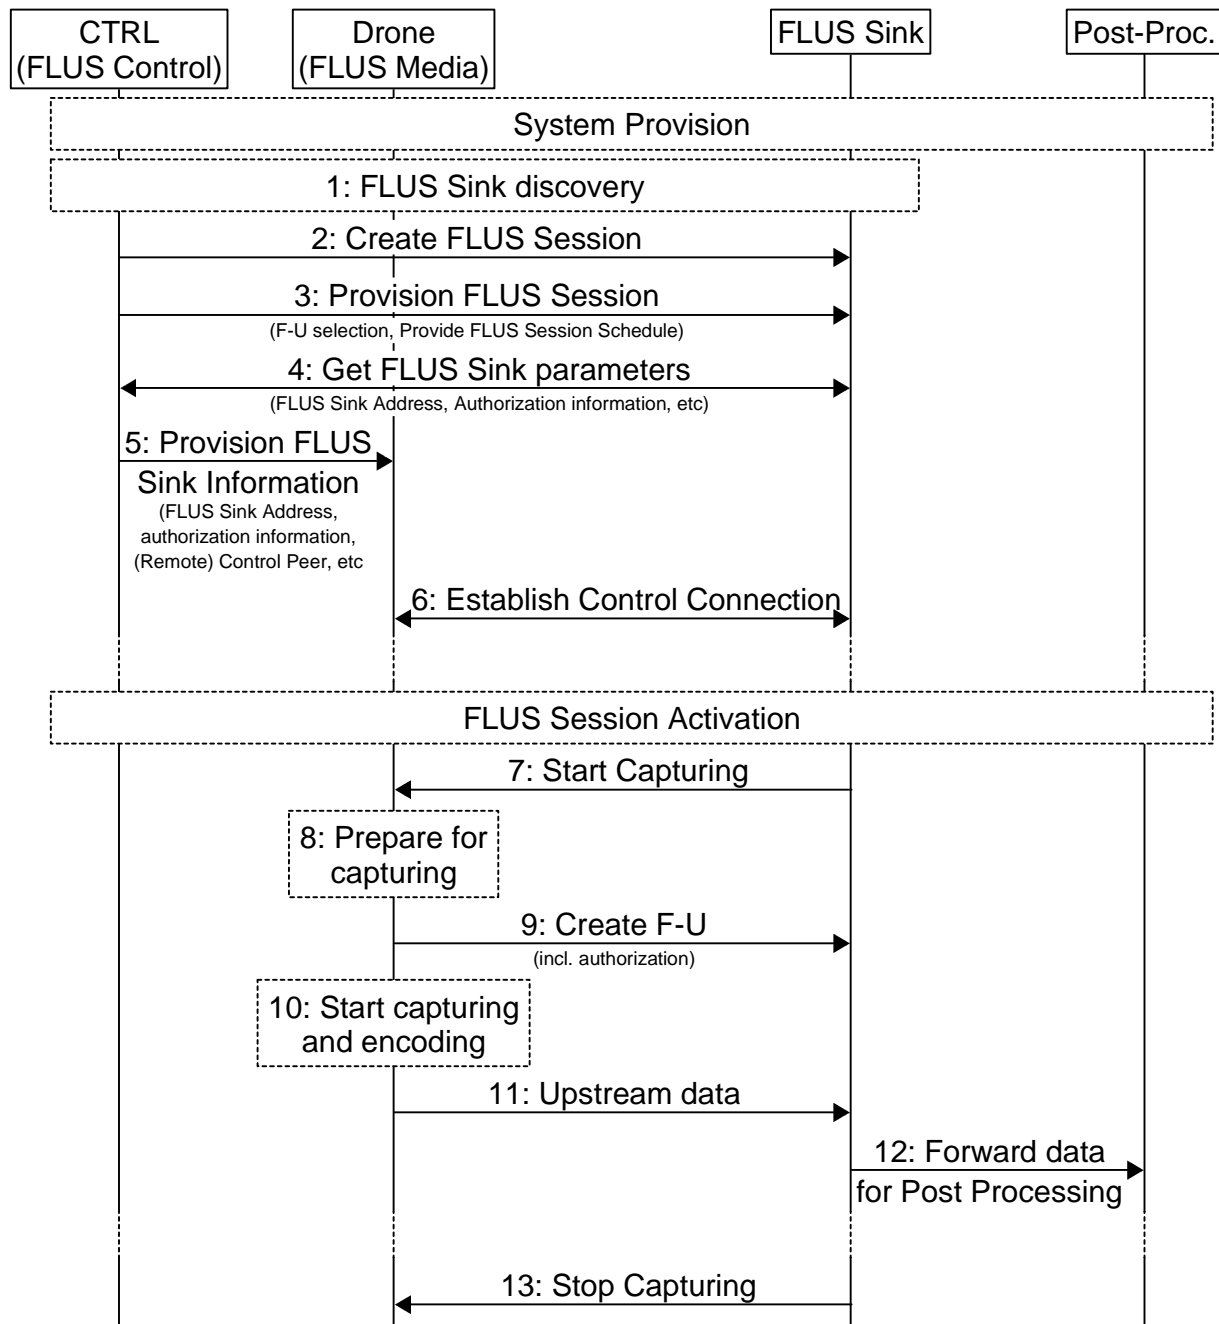 CTRL
(FLUS Control)
Drone
(FLUS Media)
FLUS Sink
Post-Proc.
System Provision
1: FLUS Sink discovery
2: Create FLUS Session
3: Provision FLUS Session
(F-U selection, Provide FLUS Session Schedule)
4: Get FLUS Sink parameters
(FLUS Sink Address, Authorization information, etc)
5: Provision FLUS
Sink Information
(FLUS Sink Address,
authorization information,
(Remote) Control Peer, etc
6: Establish Control Connection
FLUS Session Activation
7: Start Capturing
8: Prepare for
capturing
9: Create F-U
(incl. authorization)
10: Start capturing
and encoding
11: Upstream data
12: Forward data
for Post Processing
13: Stop Capturing